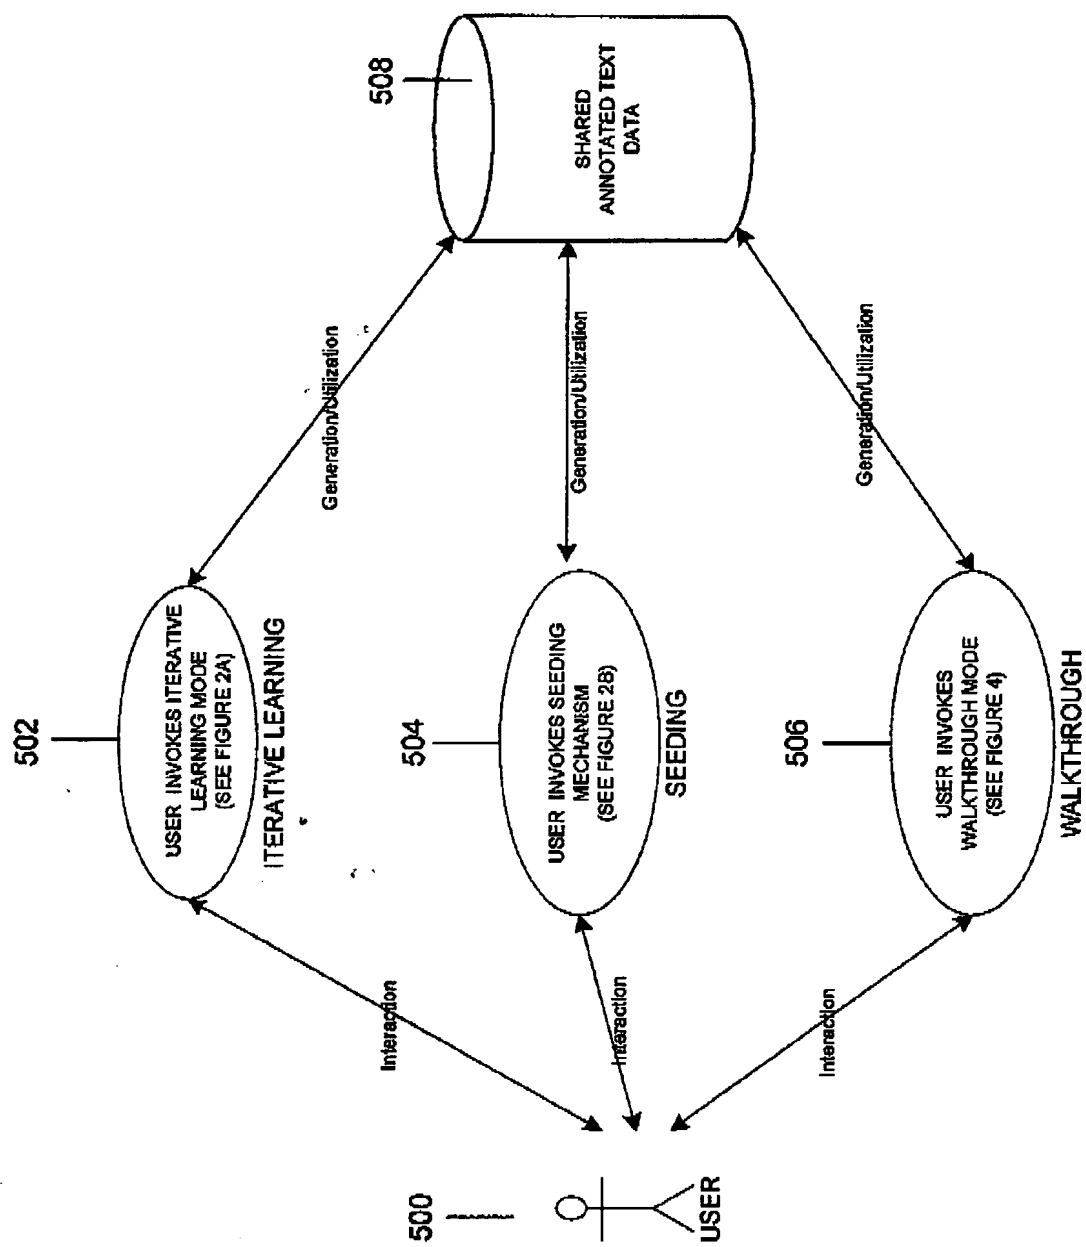 502
USER INVOKES ITERATIVE
LEARNING MODE
(SEE FIGURE 2A)
ITERATIVE LEARNING
Interaction
Generation/Utilization
508
SHARED
ANNOTATED TEXT
DATA
504
USER INVOKES SEEDING
MECHANISM
(SEE FIGURE 2B)
SEEDING
Interaction
Generation/Utilization
500
USER
506
USER INVOKES
WALKTHROUGH MODE
(SEE FIGURE 4)
WALKTHROUGH
Interaction
Generation/Utilization